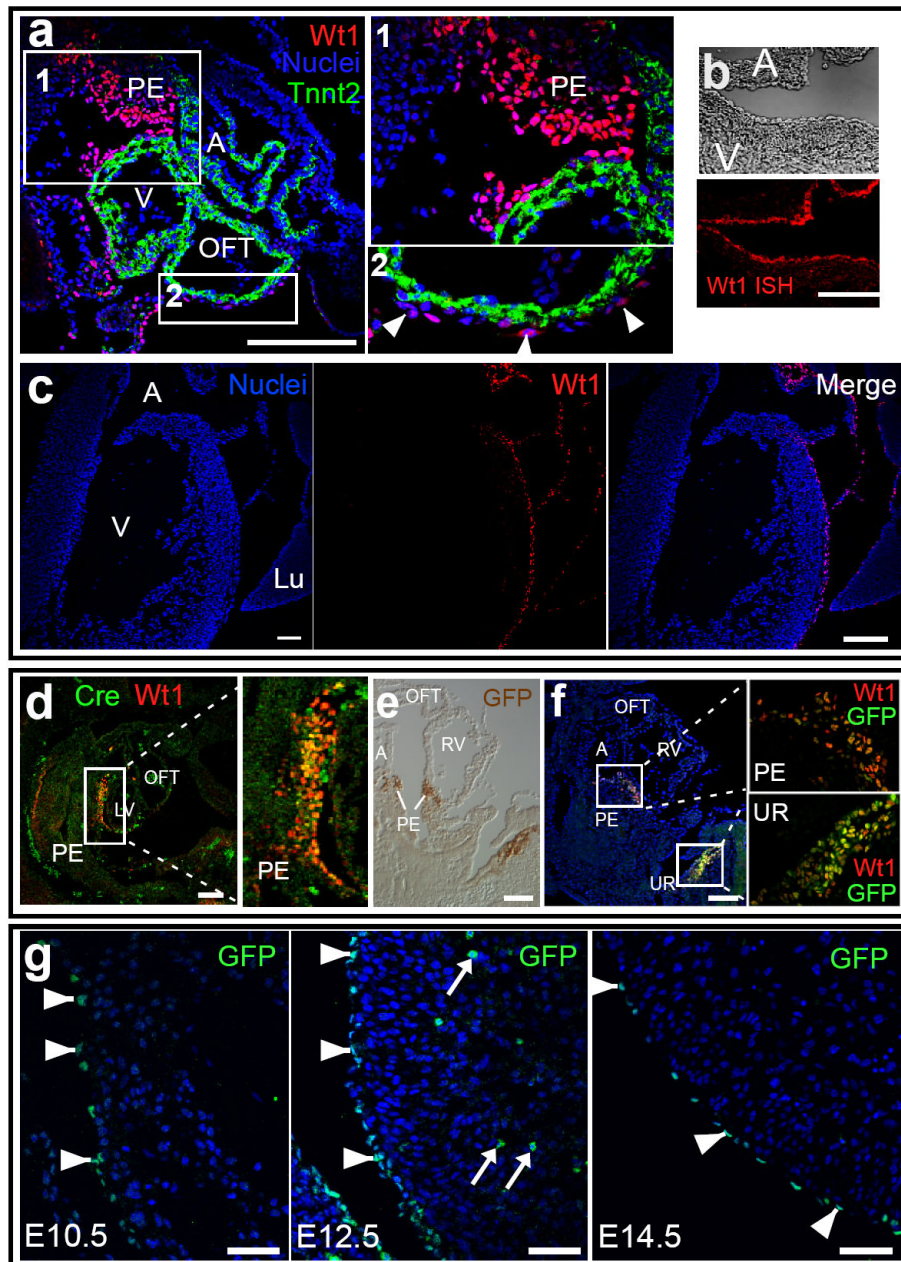 a
Wt1
Nuclei
Tnnt2
1
PE
A
V
OFT
2
1
PE
2
b
A
V
Wt1 ISH
c
A
Nuclei
V
Lu
Wt1
Merge
d
Cre Wt1
OFT
LV
PE
PE
e
OFT
GFP
RV
A
PE
f
OFT
A
RV
PE
UR
Wt1
GFP
PE
UR
Wt1
GFP
g
GFP
E10.5
GFP
E12.5
GFP
E14.5